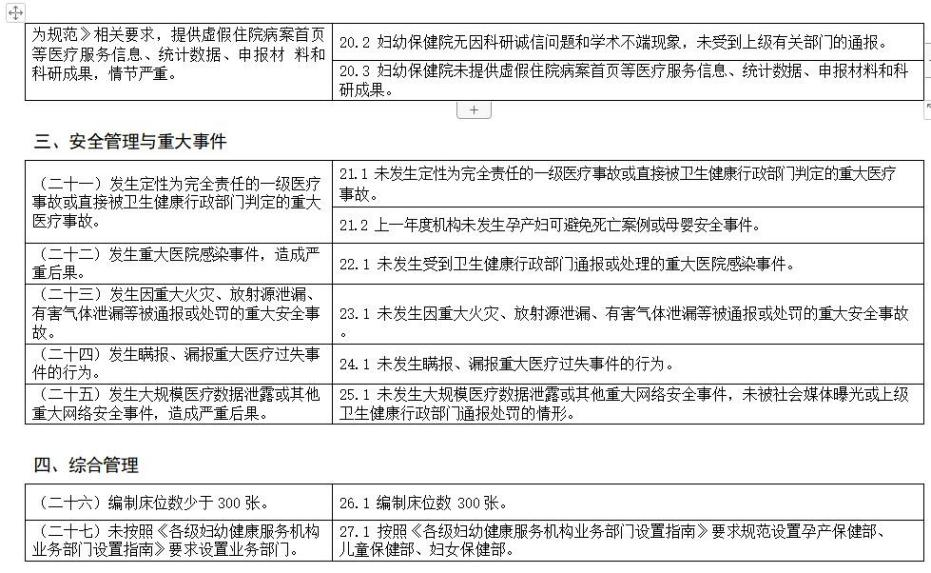 为规范》相关要求，提供虚假住院病案首页
等医疗服务信息、统计数据、申报材 料和
科研成果，情节严重。
20.2 妇幼保健院无因科研诚信问题和学术不端现象，未受到上级有关部门的通报。
20.3 妇幼保健院未提供虚假住院病案首页等医疗服务信息、统计数据、申报材料和科
研成果。
三、安全管理与重大事件
（二十一）发生定性为完全责任的一级医疗
事故或直接被卫生健康行政部门判定的重大
医疗事故。
21.1 未发生定性为完全责任的一级医疗事故或直接被卫生健康行政部门判定的重大医疗
事故。
21.2 上一年度机构未发生孕产妇可避免死亡案例或母婴安全事件。
（二十二）发生重大医院感染事件，造成严
重后果。
22.1 未发生受到卫生健康行政部门通报或处理的重大医院感染事件。
（二十三）发生因重大火灾、放射源泄漏、
有害气体泄漏等被通报或处罚的重大安全事
故。
23.1 未发生因重大火灾、放射源泄漏、有害气体泄漏等被通报或处罚的重大安全事故
。
（二十四）发生瞒报、漏报重大医疗过失事
件的行为。
24.1 未发生瞒报、漏报重大医疗过失事件的行为。
（二十五）发生大规模医疗数据泄露或其他
重大网络安全事件，造成严重后果。
25.1 未发生大规模医疗数据泄露或其他重大网络安全事件，未被社会媒体曝光或上级
卫生健康行政部门通报处罚的情形。
四、综合管理
（二十六）编制床位数少于 300 张。
26.1 编制床位数 300 张。
（二十七）未按照《各级妇幼健康服务机构
业务部门设置指南》要求设置业务部门。
27.1 按照《各级妇幼健康服务机构业务部门设置指南》要求规范设置孕产保健部、
儿童保健部、妇女保健部。